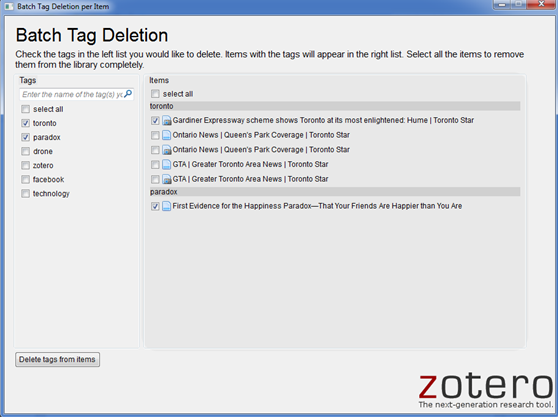 Batch Tag Deletion per Item
Batch Tag Deletion
Check the tags in the left list you would like to delete. Items with the tags will appear in the right list. Select all the items to remove
them from the library completely.
Tags
Enter the name of the tag(s) yo
select all
toronto
paradox
drone
zotero
facebook
technology
Items
select all
toronto
Gardiner Expressway scheme shows Toronto at its most enlightened: Hume | Toronto Star
Ontario News | Queen's Park Coverage | Toronto Star
Ontario News | Queen's Park Coverage | Toronto Star
GTA | Greater Toronto Area News | Toronto Star
GTA | Greater Toronto Area News | Toronto Star
paradox
First Evidence for the Happiness Paradox—That Your Friends Are Happier than You Are
Delete tags from items
zotero
The next-generation research tool.